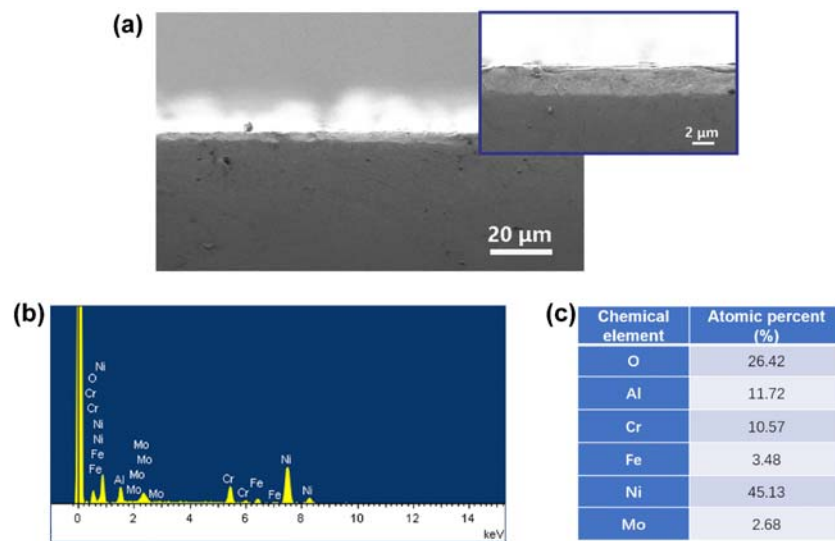 (a)
2 μm
20 μm
(b)
Ni
O
Cr
Cr
Ni
Ni
Fe
Fe
Al
Mo
Mo
Mo
Mo
Mo
Cr
Cr
Fe
Fe
Ni
Ni
0 2 4 6 8 10 12 14
keV
(c)
Chemical element Atomic percent (%)
O 26.42
Al 11.72
Cr 10.57
Fe 3.48
Ni 45.13
Mo 2.68